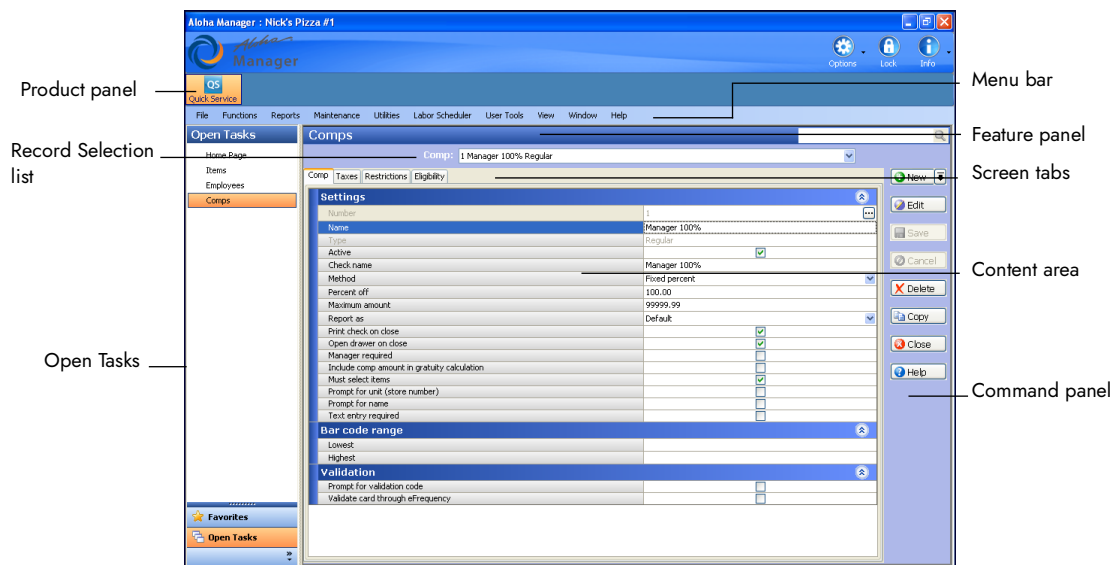 Aloha Manager : Nick's Pizza #1
Aloha
Manager
Options
Lock
Info
Product panel
QS
Quick Service
Menu bar
File Functions Reports Maintenance Utilities Labor Scheduler User Tools View Window Help
Open Tasks
Comps
Feature panel
Record Selection
list
Home Page
Comp: 1 Manager 100% Regular
Items
Comp Taxes Restrictions Eligibility
Screen tabs
New
Employees
Comps
Settings
Edit
Number 1
Name Manager 100%
Save
Type Regular
Active
Check name Manager 100%
Cancel
Content area
Method Fixed percent
Percent off 100.00
Delete
Maximum amount 99999.99
Report as Default
Copy
Print check on close
Open drawer on close
Close
Manager required
Open Tasks
Include comp amount in gratuity calculation
Help
Must select items
Prompt for unit (store number)
Command panel
Prompt for name
Text entry required
Bar code range
Lowest
Highest
Validation
Prompt for validation code
Validate card through eFrequency
Favorites
Open Tasks